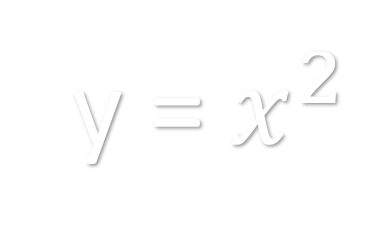 y = x²